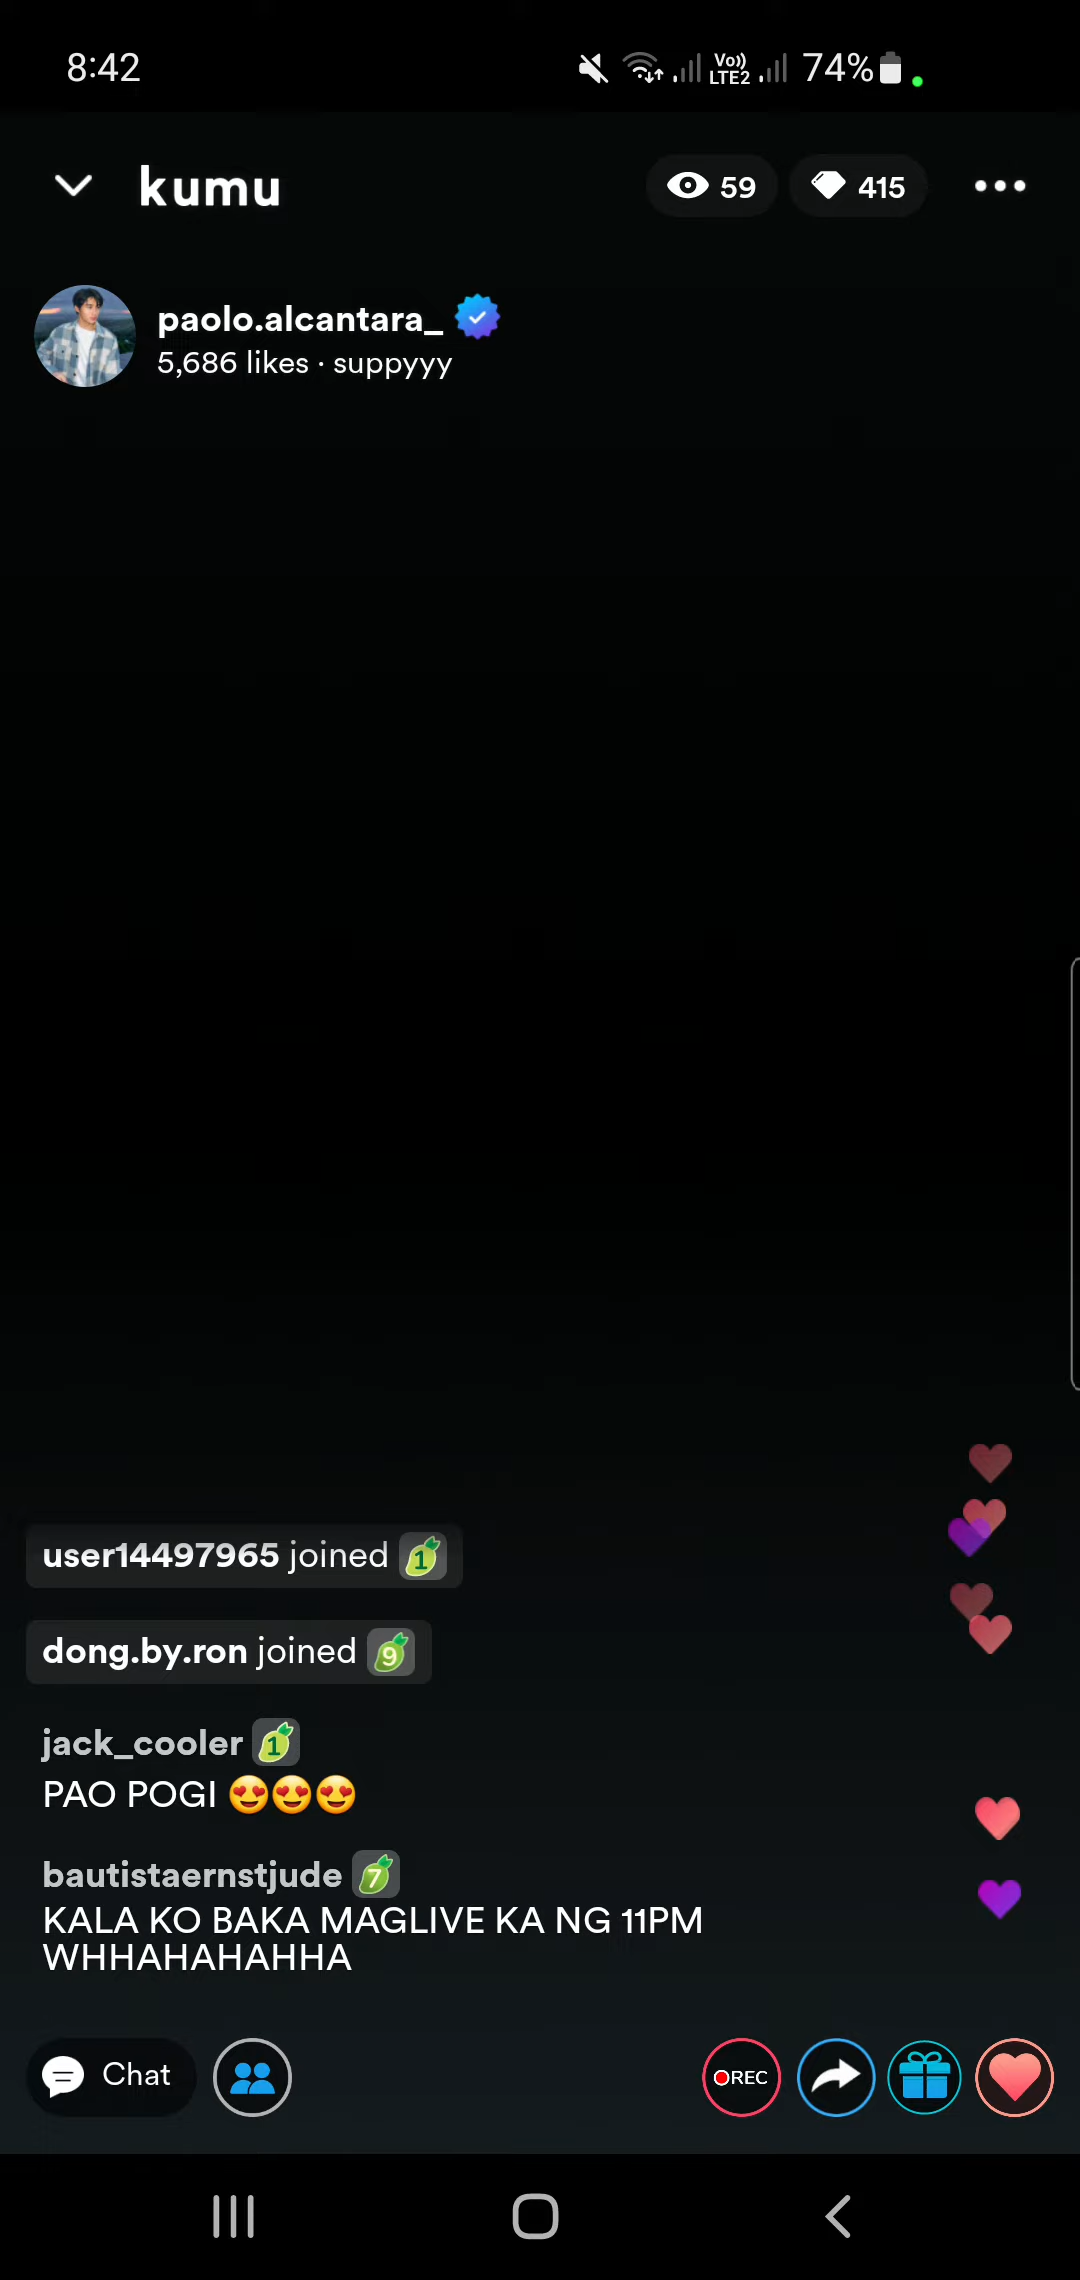 8:42
Vo)) LTE2
74%
kumu
59
415
paolo.alcantara_
5,686 likes · suppyyy
user14497965 joined 1
dong.by.ron joined 9
jack_cooler 1
PAO POGI 😍😍😍
bautistaernstjude 7
KALA KO BAKA MAGLIVE KA NG 11PM
WHHAHAHAHHA
Chat
REC